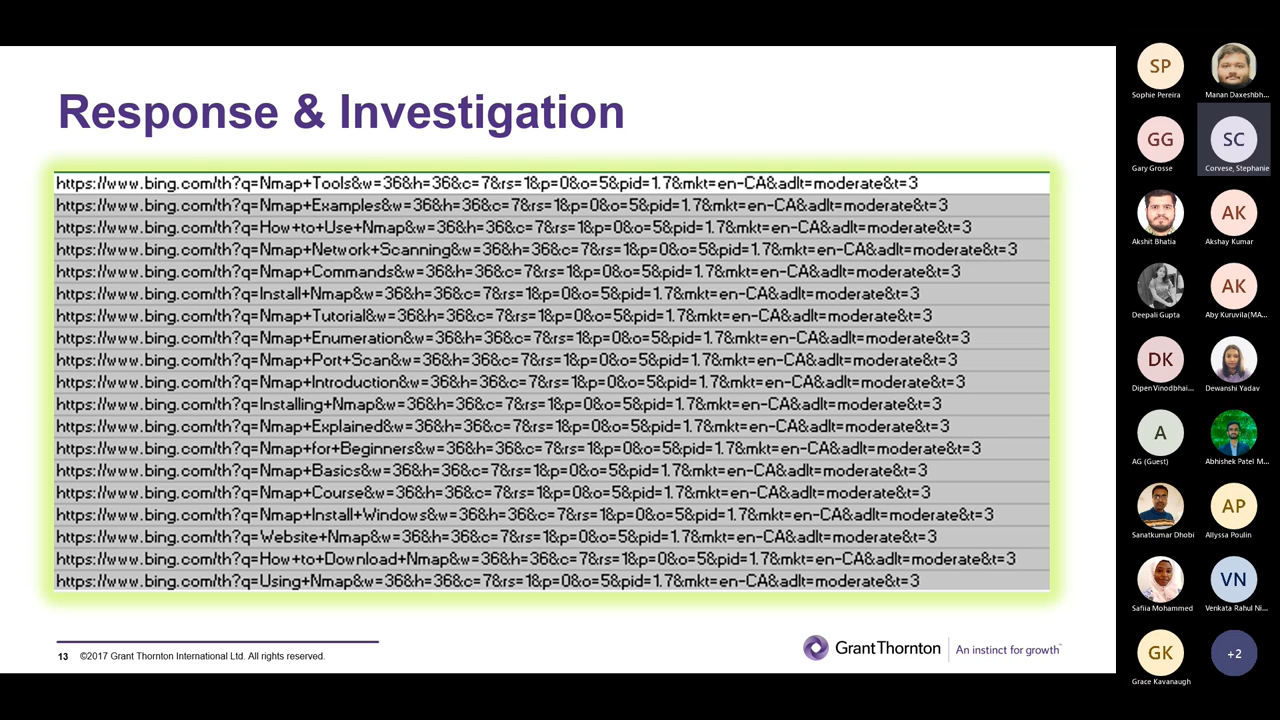 Response & Investigation
https://www.bing.com/th?q=Nmap+Tools&w=36&h=36&c=7&rs=1&p=0&o=5&pid=1.7&mkt=en-CA&adlt=moderate&t=3
https://www.bing.com/th?q=Nmap+Examples&w=36&h=36&c=7&rs=1&p=0&o=5&pid=1.7&mkt=en-CA&adlt=moderate&t=3
https://www.bing.com/th?q=How+to+Use+Nmap&w=36&h=36&c=7&rs=1&p=0&o=5&pid=1.7&mkt=en-CA&adlt=moderate&t=3
https://www.bing.com/th?q=Nmap+Network+Scanning&w=36&h=36&c=7&rs=1&p=0&o=5&pid=1.7&mkt=en-CA&adlt=moderate&t=3
https://www.bing.com/th?q=Nmap+Commands&w=36&h=36&c=7&rs=1&p=0&o=5&pid=1.7&mkt=en-CA&adlt=moderate&t=3
https://www.bing.com/th?q=Install+Nmap&w=36&h=36&c=7&rs=1&p=0&o=5&pid=1.7&mkt=en-CA&adlt=moderate&t=3
https://www.bing.com/th?q=Nmap+Tutorial&w=36&h=36&c=7&rs=1&p=0&o=5&pid=1.7&mkt=en-CA&adlt=moderate&t=3
https://www.bing.com/th?q=Nmap+Enumeration&w=36&h=36&c=7&rs=1&p=0&o=5&pid=1.7&mkt=en-CA&adlt=moderate&t=3
https://www.bing.com/th?q=Nmap+Port+Scan&w=36&h=36&c=7&rs=1&p=0&o=5&pid=1.7&mkt=en-CA&adlt=moderate&t=3
https://www.bing.com/th?q=Nmap+Introduction&w=36&h=36&c=7&rs=1&p=0&o=5&pid=1.7&mkt=en-CA&adlt=moderate&t=3
https://www.bing.com/th?q=Installing+Nmap&w=36&h=36&c=7&rs=1&p=0&o=5&pid=1.7&mkt=en-CA&adlt=moderate&t=3
https://www.bing.com/th?q=Nmap+Explained&w=36&h=36&c=7&rs=1&p=0&o=5&pid=1.7&mkt=en-CA&adlt=moderate&t=3
https://www.bing.com/th?q=Nmap+for+Beginners&w=36&h=36&c=7&rs=1&p=0&o=5&pid=1.7&mkt=en-CA&adlt=moderate&t=3
https://www.bing.com/th?q=Nmap+Basics&w=36&h=36&c=7&rs=1&p=0&o=5&pid=1.7&mkt=en-CA&adlt=moderate&t=3
https://www.bing.com/th?q=Nmap+Course&w=36&h=36&c=7&rs=1&p=0&o=5&pid=1.7&mkt=en-CA&adlt=moderate&t=3
https://www.bing.com/th?q=Nmap+Install+Windows&w=36&h=36&c=7&rs=1&p=0&o=5&pid=1.7&mkt=en-CA&adlt=moderate&t=3
https://www.bing.com/th?q=Website+Nmap&w=36&h=36&c=7&rs=1&p=0&o=5&pid=1.7&mkt=en-CA&adlt=moderate&t=3
https://www.bing.com/th?q=How+to+Download+Nmap&w=36&h=36&c=7&rs=1&p=0&o=5&pid=1.7&mkt=en-CA&adlt=moderate&t=3
https://www.bing.com/th?q=Using+Nmap&w=36&h=36&c=7&rs=1&p=0&o=5&pid=1.7&mkt=en-CA&adlt=moderate&t=3
13 ©2017 Grant Thornton International Ltd. All rights reserved.
GrantThornton An instinct for growth™
SP
Sophie Pereira Manan Daxeshbh...
GG SC
Gary Grosse Corvese, Stephanie
AK
Akshit Bhatia Akshay Kumar
AK
Deepali Gupta Aby Kuruvila(MA...
DK
Dipen Vinodbhai... Dewanshi Yadav
A
AG (Guest) Abhishek Patel M...
AP
Sanatkumar Dhobi Allyssa Poulin
VN
Safiia Mohammed Venkata Rahul Ni...
GK +2
Grace Kavanaugh